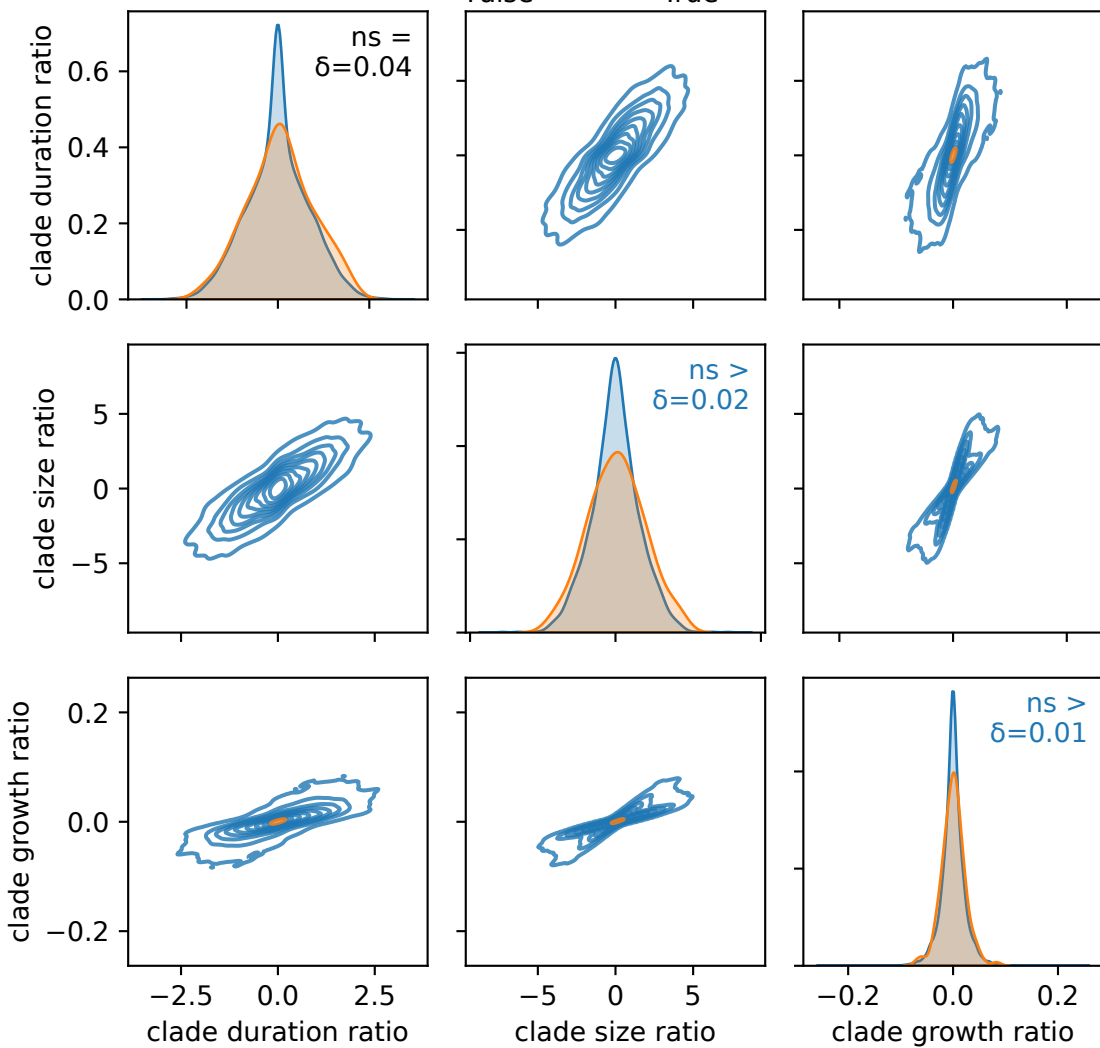 clade duration ratio
0.6
0.4
0.2
0.0
ns =
δ=0.04
clade size ratio
5
0
−5
ns >
δ=0.02
clade growth ratio
0.2
0.0
−0.2
ns >
δ=0.01
−2.5 0.0 2.5
−5 0 5
−0.2 0.0 0.2
clade duration ratio
clade size ratio
clade growth ratio